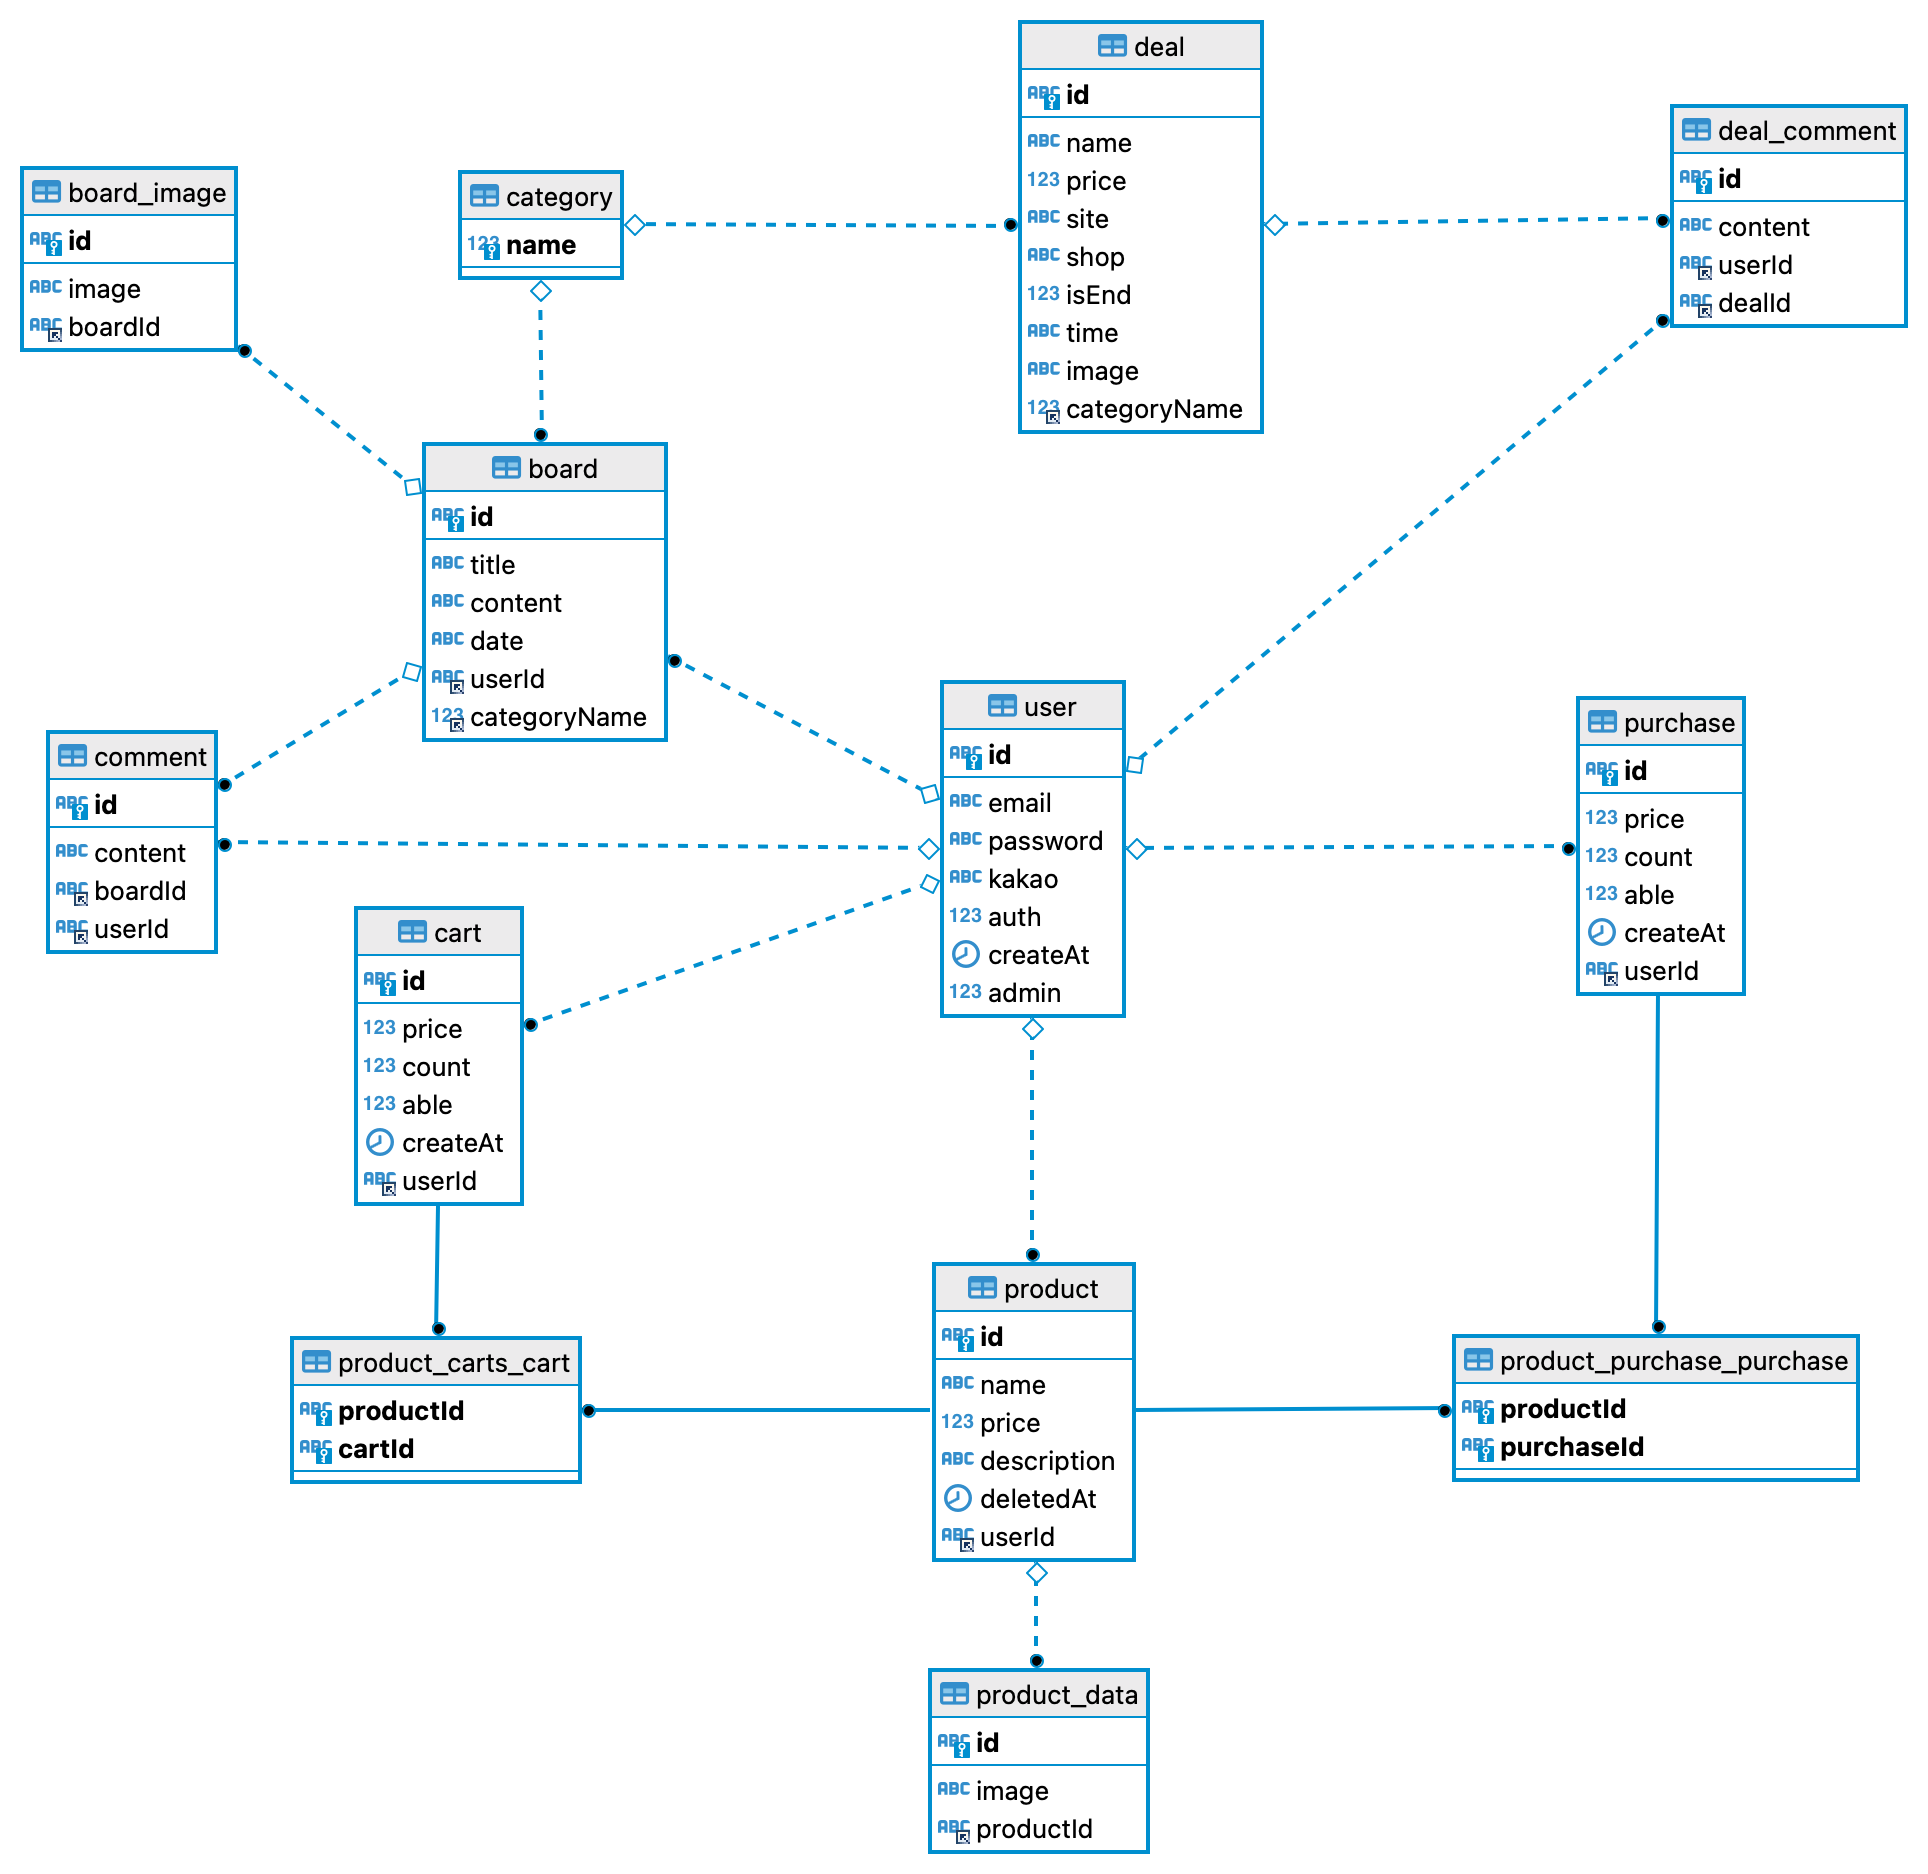 deal
ABC id
ABC name
123 price
ABC site
ABC shop
123 isEnd
ABC time
ABC image
123 categoryName
deal_comment
ABC id
ABC content
ABC userId
ABC dealId
board_image
ABC id
ABC image
ABC boardId
category
123 name
board
ABC id
ABC title
ABC content
ABC date
ABC userId
123 categoryName
user
ABC id
ABC email
ABC password
ABC kakao
123 auth
createAt
123 admin
purchase
ABC id
123 price
123 count
123 able
createAt
ABC userId
comment
ABC id
ABC content
ABC boardId
ABC userId
cart
ABC id
123 price
123 count
123 able
createAt
ABC userId
product
ABC id
ABC name
123 price
ABC description
deletedAt
ABC userId
product_carts_cart
ABC productId
ABC cartId
product_purchase_purchase
ABC productId
ABC purchaseId
product_data
ABC id
ABC image
ABC productId